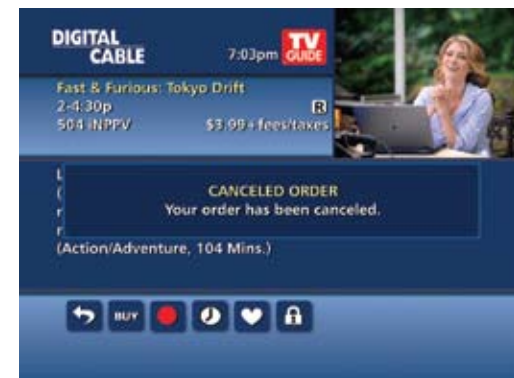 DIGITAL
CABLE
7:03pm
TV
GUIDE
Fast & Furious: Tokyo Drift
2-4:30p
R
504 iNPPV
$3.99+fees/taxes
L
(
r
r
CANCELED ORDER
Your order has been canceled.
(Action/Adventure, 104 Mins.)
BUY